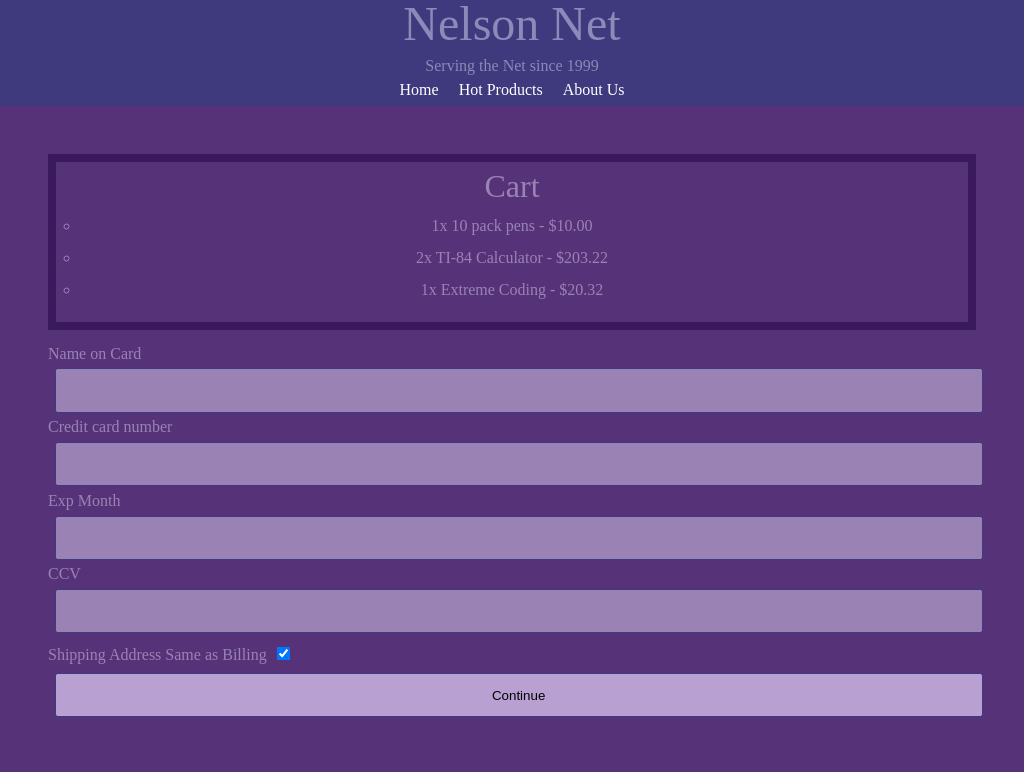 Nelson Net
Serving the Net since 1999
Home Hot Products About Us
Cart
1x 10 pack pens - $10.00
2x TI-84 Calculator - $203.22
1x Extreme Coding - $20.32
Name on Card
Credit card number
Exp Month
CCV
Shipping Address Same as Billing
Continue